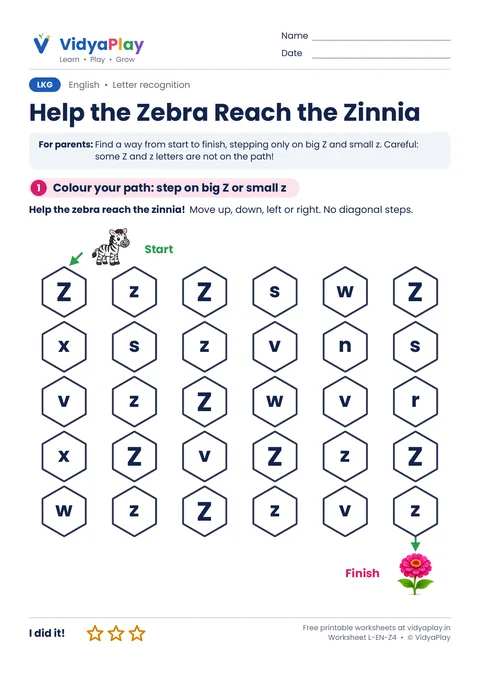 VidyaPlay
Learn • Play • Grow
Name
Date
LKG English • Letter recognition
Help the Zebra Reach the Zinnia
For parents: Find a way from start to finish, stepping only on big Z and small z. Careful:
some Z and z letters are not on the path!
1 Colour your path: step on big Z or small z
Help the zebra reach the zinnia! Move up, down, left or right. No diagonal steps.
Start
Z z Z s w Z
x s z v n s
v z Z w v r
x Z v Z z Z
w z Z z v z
Finish
I did it!
Free printable worksheets at vidyaplay.in
Worksheet L-EN-Z4 • © VidyaPlay